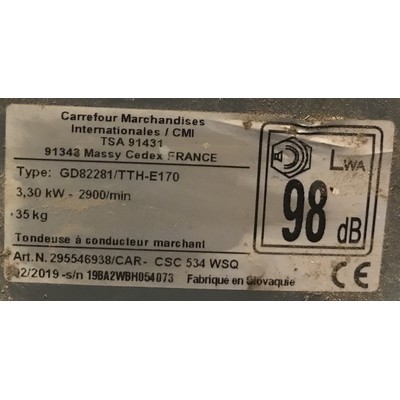 Carrefour Marchandises
Internationales / CMI
TSA 91431
91343 Massy Cedex FRANCE
Type: GD82281/TTH-E170
3,30 kW - 2900/min
35 kg
Tondeuse à conducteur marchant
Art.N. 295546938/CAR- CSC 534 WSQ
02/2019 -s/n 19BA2WBH054073 Fabriqué en Slovaquie
LWA
98 dB
CE